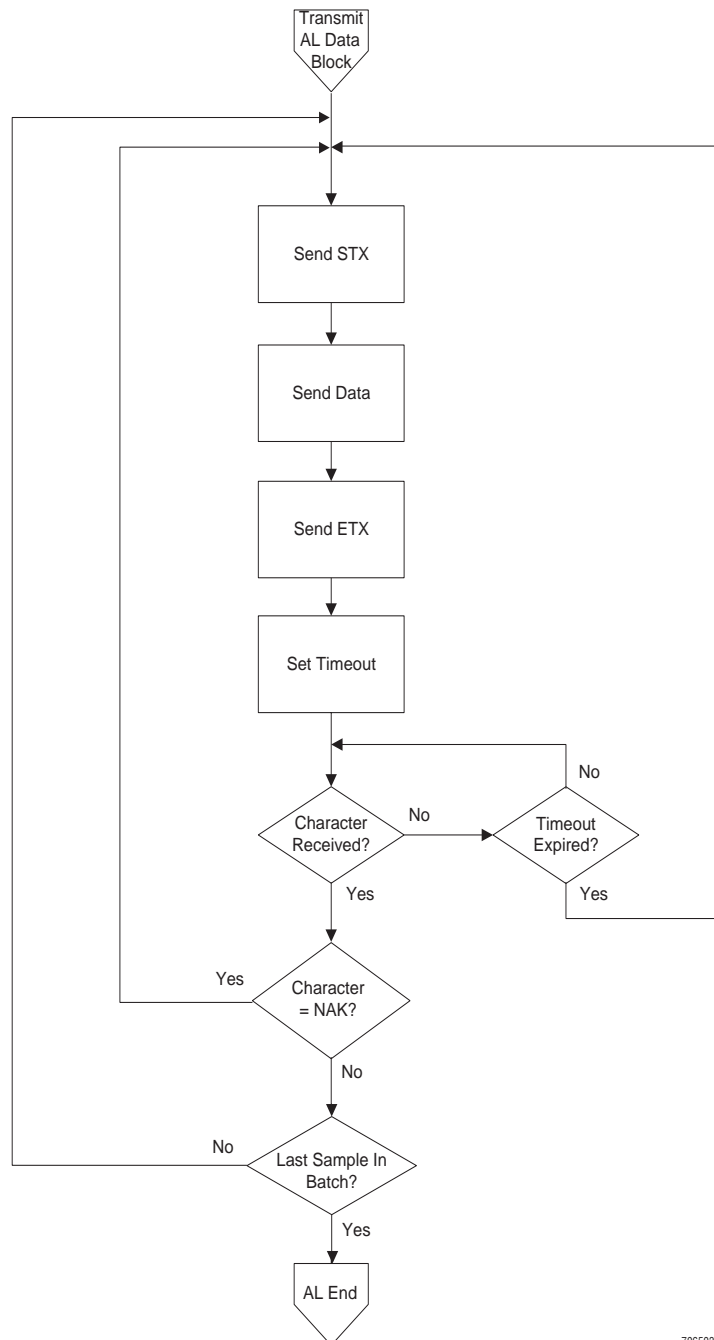 Transmit
AL Data
Block
Send STX
Send Data
Send ETX
Set Timeout
No
Character
Received?
No
Timeout
Expired?
Yes
Yes
Yes
Character
= NAK?
No
No
Last Sample In
Batch?
Yes
AL End